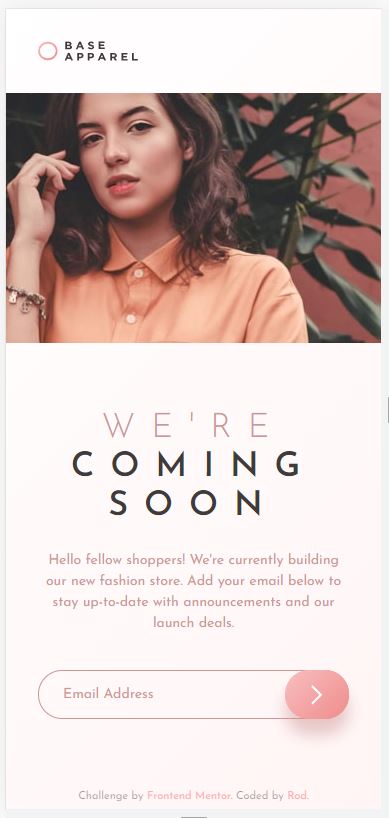 BASE
APPAREL
WE'RE
COMING
SOON
Hello fellow shoppers! We're currently building
our new fashion store. Add your email below to
stay up-to-date with announcements and our
launch deals.
Email Address
Challenge by Frontend Mentor. Coded by Rod.